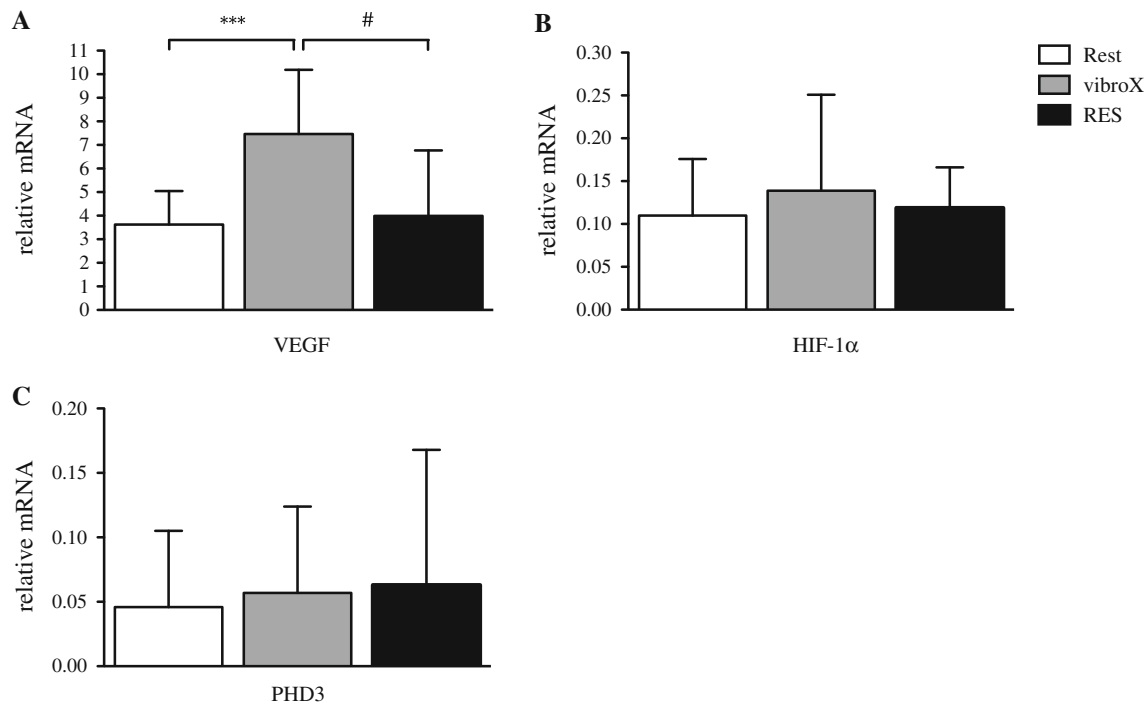 A
*** #
11
10
9
8
7
6
5
4
3
2
1
0
relative mRNA
VEGF
B
0.30
0.25
0.20
0.15
0.10
0.05
0.00
relative mRNA
HIF-1α
Rest
vibroX
RES
C
0.20
0.15
0.10
0.05
0.00
relative mRNA
PHD3